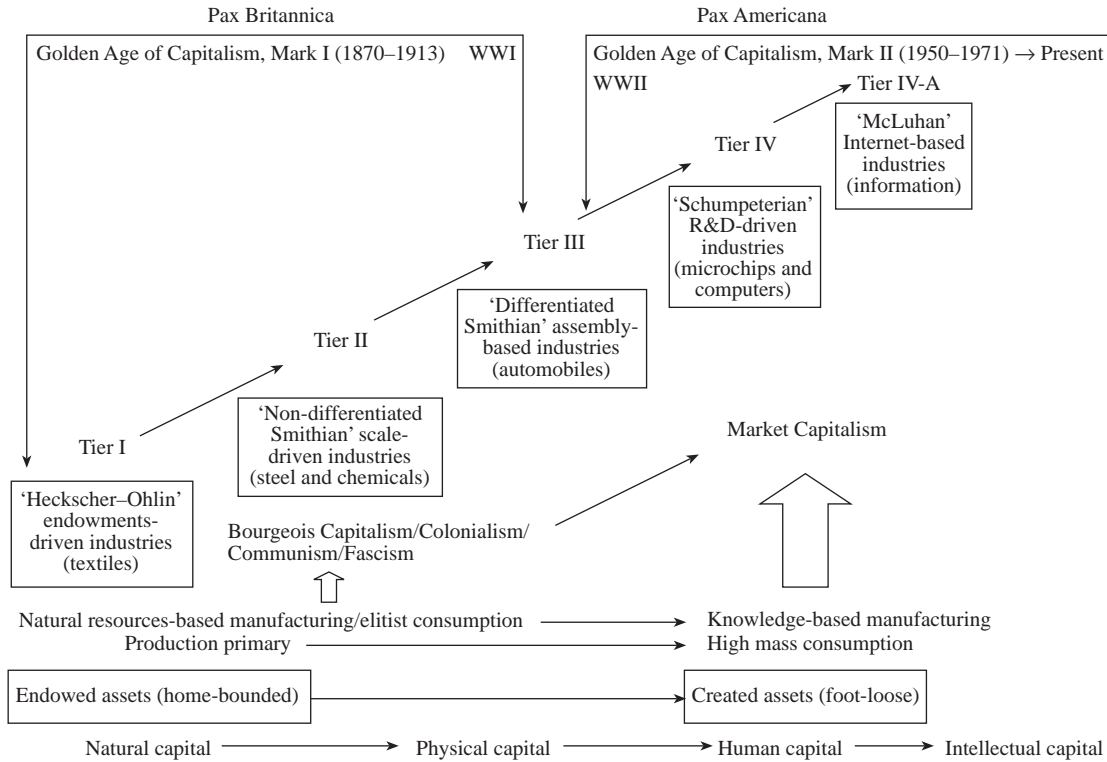 Pax Britannica
Pax Americana
Golden Age of Capitalism, Mark I (1870–1913) WWI
Golden Age of Capitalism, Mark II (1950–1971) → Present
WWII
Tier IV-A
‘McLuhan’
Internet-based
industries
(information)
Tier IV
‘Schumpeterian’
R&D-driven
industries
(microchips and
computers)
Tier III
‘Differentiated
Smithian’ assembly-
based industries
(automobiles)
Tier II
‘Non-differentiated
Smithian’ scale-
driven industries
(steel and chemicals)
Tier I
‘Heckscher–Ohlin’
endowments-
driven industries
(textiles)
Market Capitalism
Bourgeois Capitalism/Colonialism/
Communism/Fascism
Natural resources-based manufacturing/elitist consumption
Knowledge-based manufacturing
Production primary
High mass consumption
Endowed assets (home-bounded)
Created assets (foot-loose)
Natural capital
Physical capital
Human capital
Intellectual capital